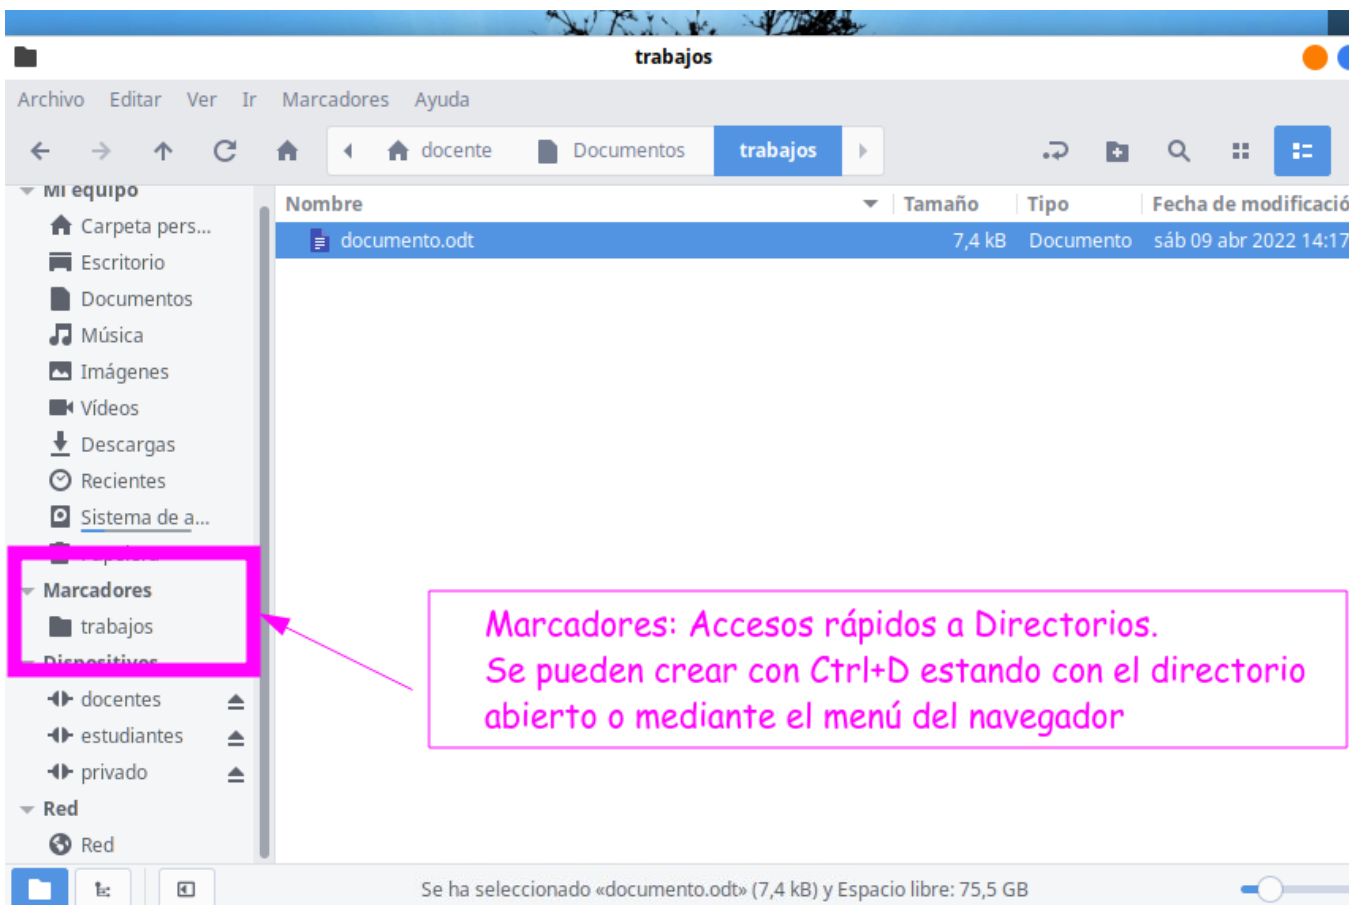 trabajos
Archivo Editar Ver Ir Marcadores Ayuda
docente Documentos trabajos
Mi equipo
Carpeta pers...
Escritorio
Documentos
Música
Imágenes
Vídeos
Descargas
Recientes
Sistema de a...
Papelera
Marcadores
trabajos
Dispositivos
docentes
estudiantes
privado
Red
Red
Nombre Tamaño Tipo Fecha de modificació
documento.odt 7,4 kB Documento sáb 09 abr 2022 14:17
Marcadores: Accesos rápidos a Directorios.
Se pueden crear con Ctrl+D estando con el directorio
abierto o mediante el menú del navegador
Se ha seleccionado «documento.odt» (7,4 kB) y Espacio libre: 75,5 GB